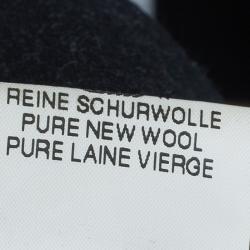 REINE SCHURWOLLE
PURE NEW WOOL
PURE LAINE VIERGE